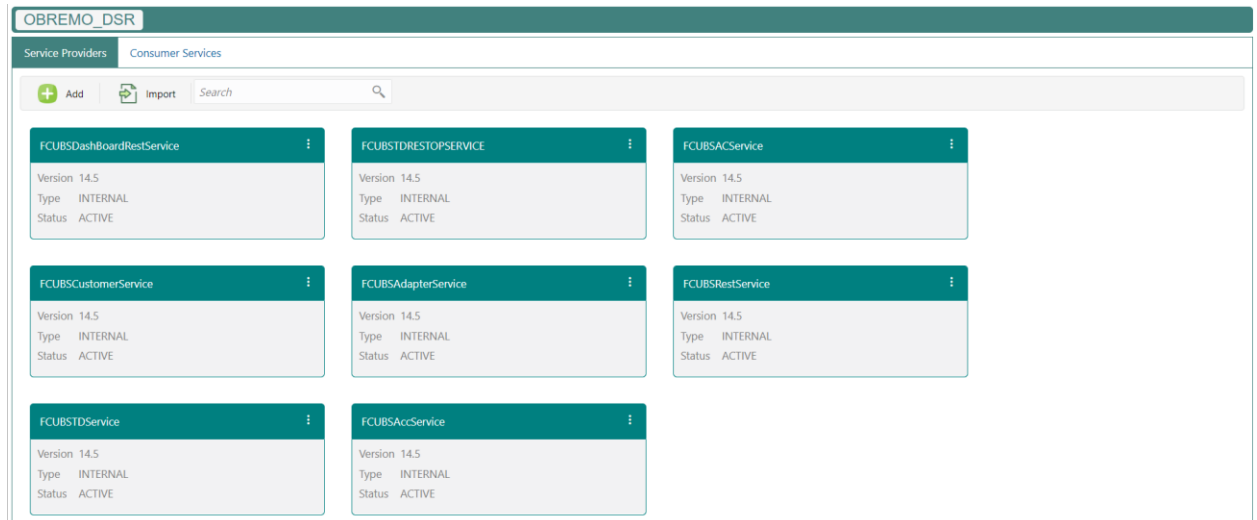 OBREMO_DSR
Service Providers Consumer Services
Add Import Search
FCUBSDashBoardRestService FCUBSTDRESTOPSERVICE FCUBSACService
Version 14.5 Version 14.5 Version 14.5
Type INTERNAL Type INTERNAL Type INTERNAL
Status ACTIVE Status ACTIVE Status ACTIVE
FCUBSCustomerService FCUBSAdapterService FCUBSRestService
Version 14.5 Version 14.5 Version 14.5
Type INTERNAL Type INTERNAL Type INTERNAL
Status ACTIVE Status ACTIVE Status ACTIVE
FCUBSTDService FCUBSAccService
Version 14.5 Version 14.5
Type INTERNAL Type INTERNAL
Status ACTIVE Status ACTIVE